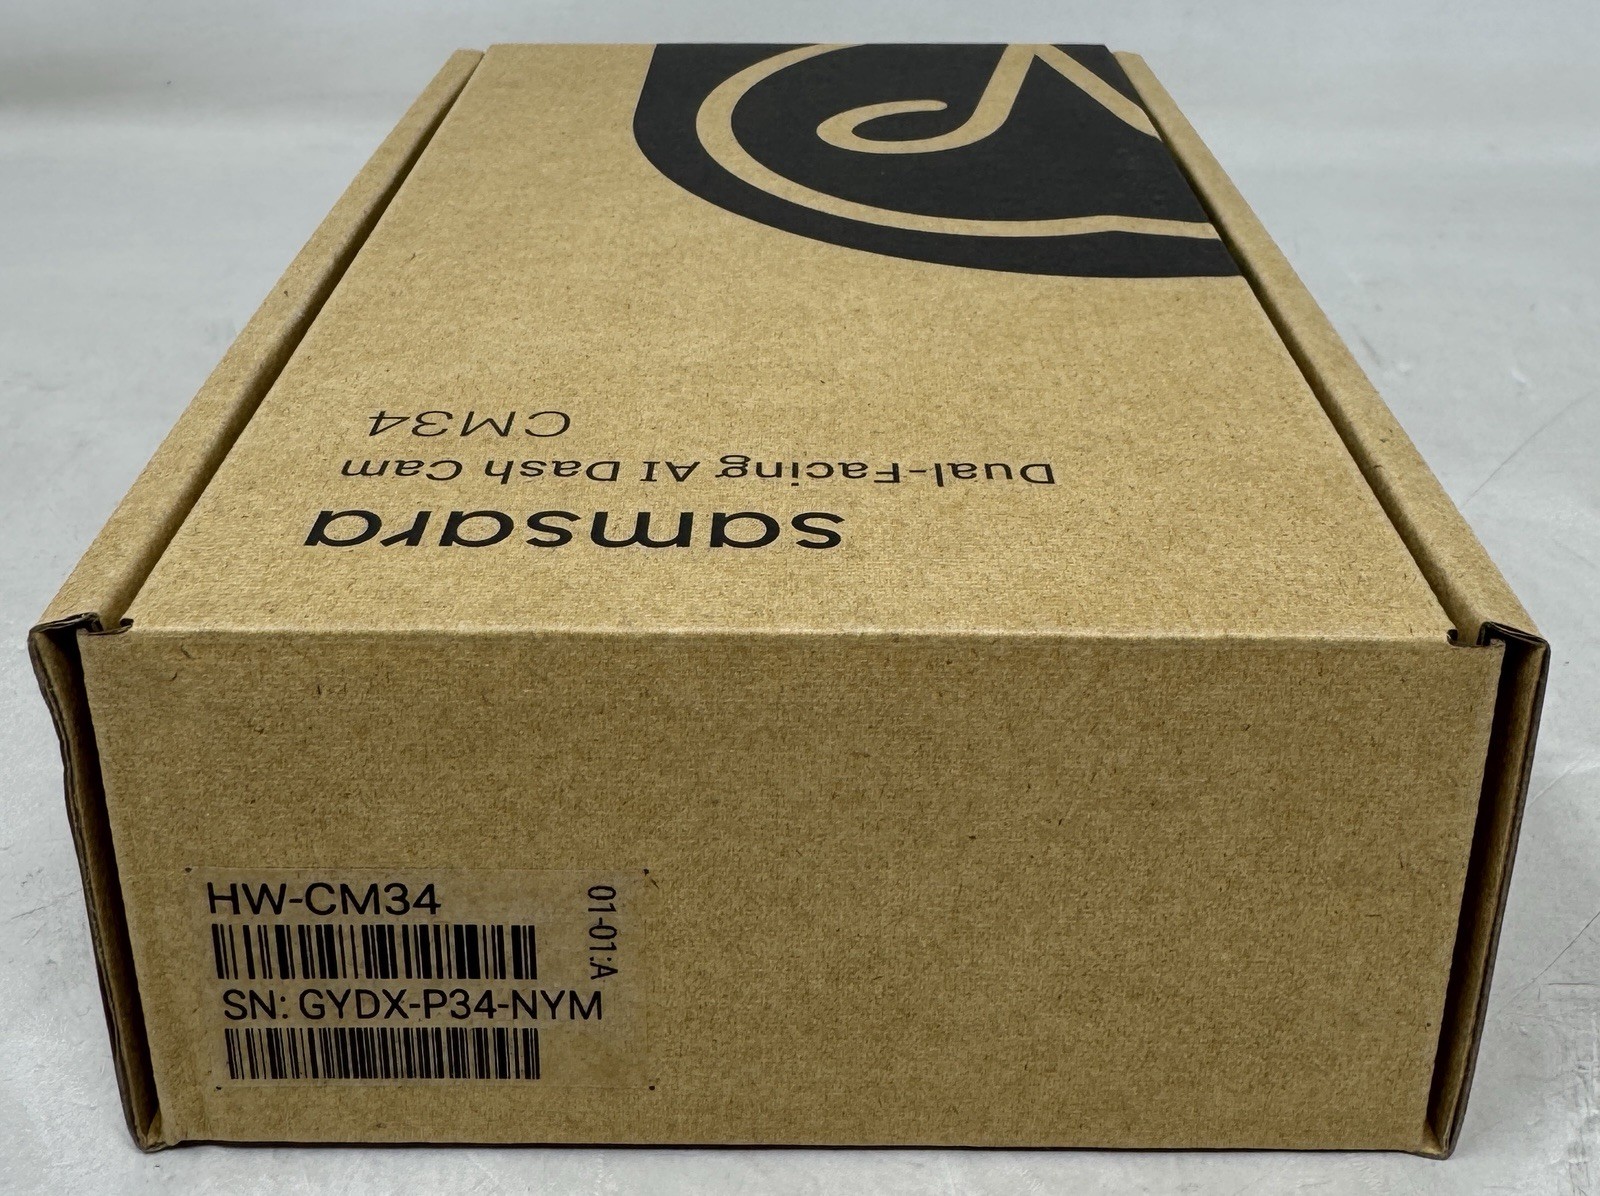 samsara
Dual-Facing AI Dash Cam
CM34
HW-CM34
01-01:A
SN: GYDX-P34-NYM